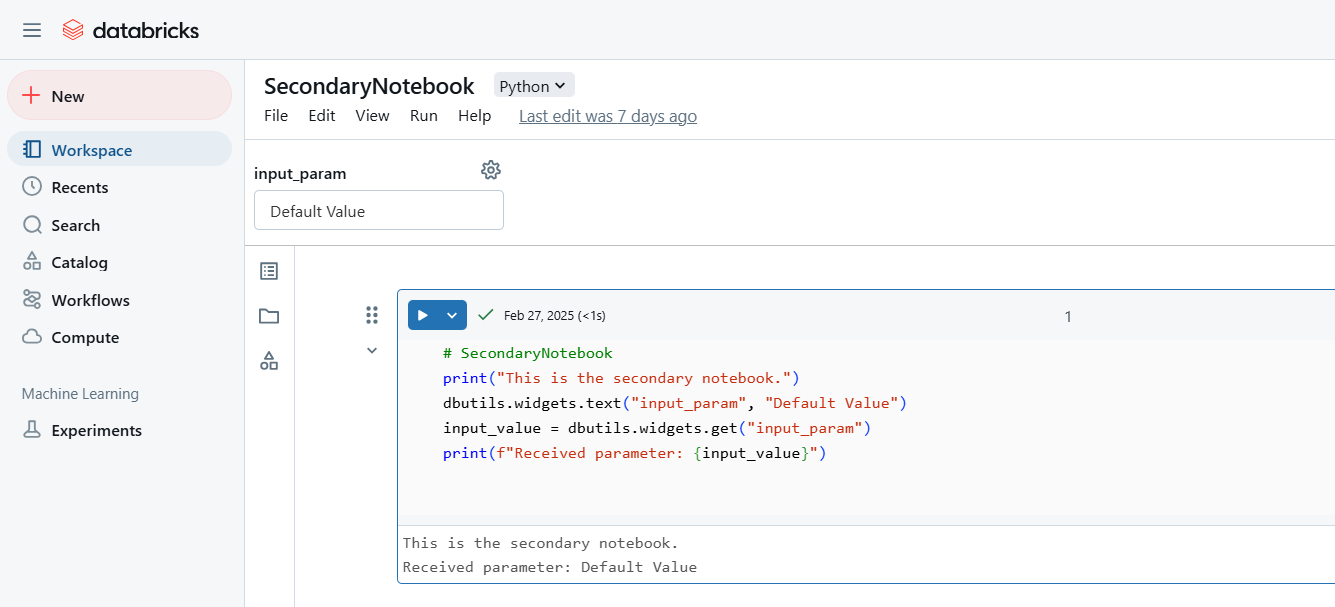 databricks
New
Workspace
Recents
Search
Catalog
Workflows
Compute
Machine Learning
Experiments
SecondaryNotebook Python
File Edit View Run Help Last edit was 7 days ago
input_param
Default Value
Feb 27, 2025 (<1s) 1
# SecondaryNotebook
print("This is the secondary notebook.")
dbutils.widgets.text("input_param", "Default Value")
input_value = dbutils.widgets.get("input_param")
print(f"Received parameter: {input_value}")
This is the secondary notebook.
Received parameter: Default Value